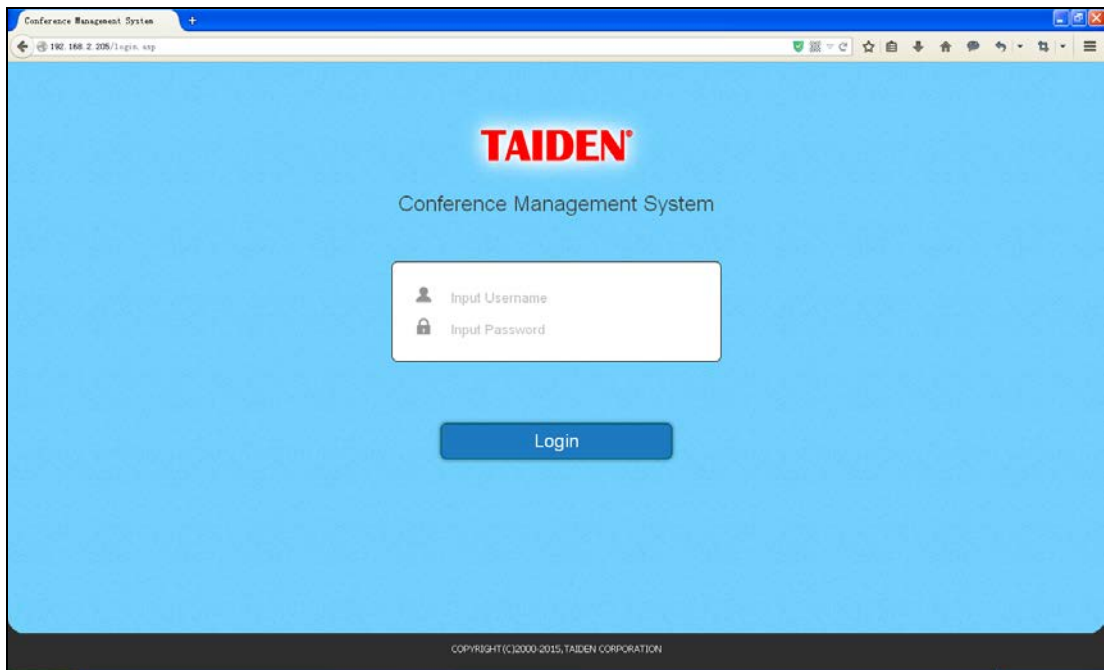 Conference Management System
+
192.168.2.205/login.asp
TAIDEN®
Conference Management System
Input Username
Input Password
Login
COPYRIGHT(C)2000-2015, TAIDEN CORPORATION